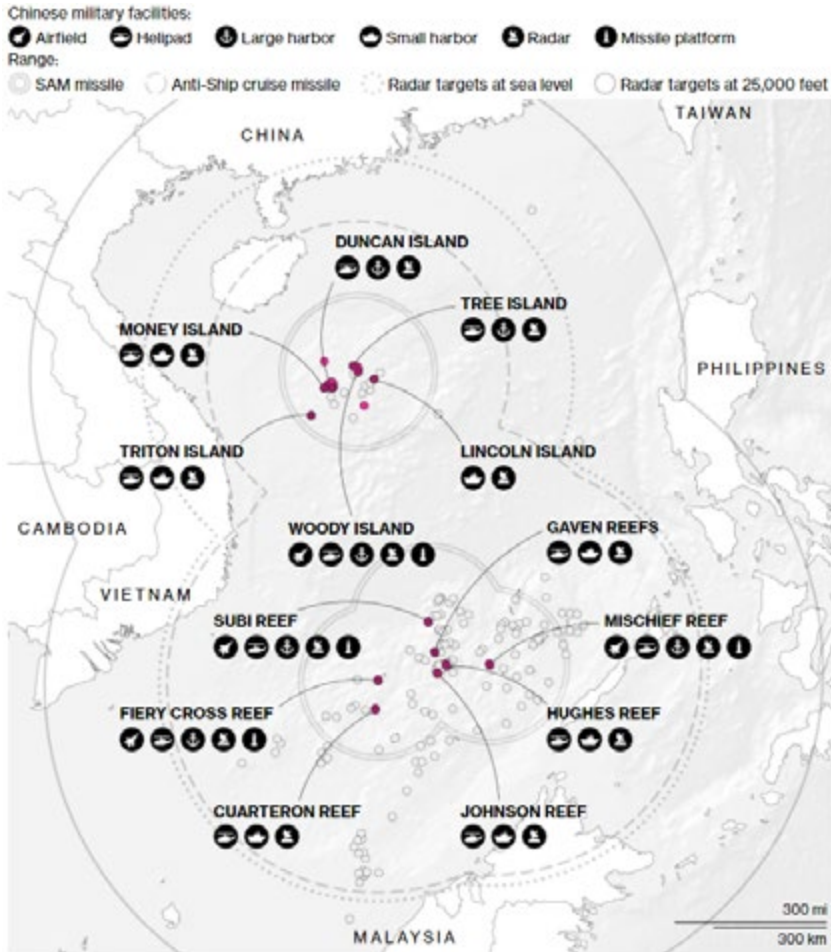 Chinese military facilities:
Airfield Helipad Large harbor Small harbor Radar Missile platform
Range:
SAM missile Anti-Ship cruise missile Radar targets at sea level Radar targets at 25,000 feet
TAIWAN
CHINA
DUNCAN ISLAND
TREE ISLAND
MONEY ISLAND
PHILIPPINES
TRITON ISLAND
LINCOLN ISLAND
CAMBODIA
WOODY ISLAND
GAVEN REEFS
VIETNAM
SUBI REEF
MISCHIEF REEF
FIERY CROSS REEF
HUGHES REEF
CUARTERON REEF
JOHNSON REEF
300 mi
300 km
MALAYSIA